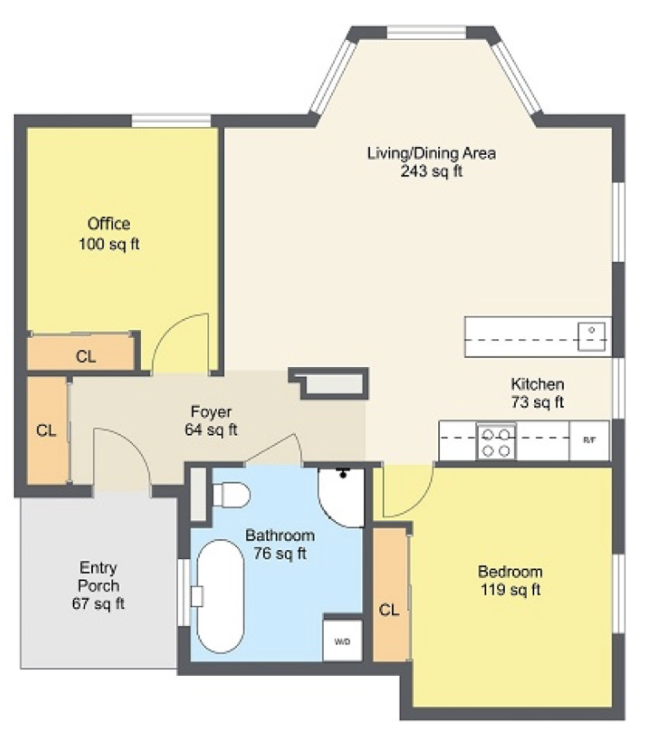 Living/Dining Area
243 sq ft
Office
100 sq ft
CL
Kitchen
73 sq ft
CL
Foyer
64 sq ft
R/F
Bathroom
76 sq ft
Entry
Porch
67 sq ft
Bedroom
119 sq ft
CL
W/D